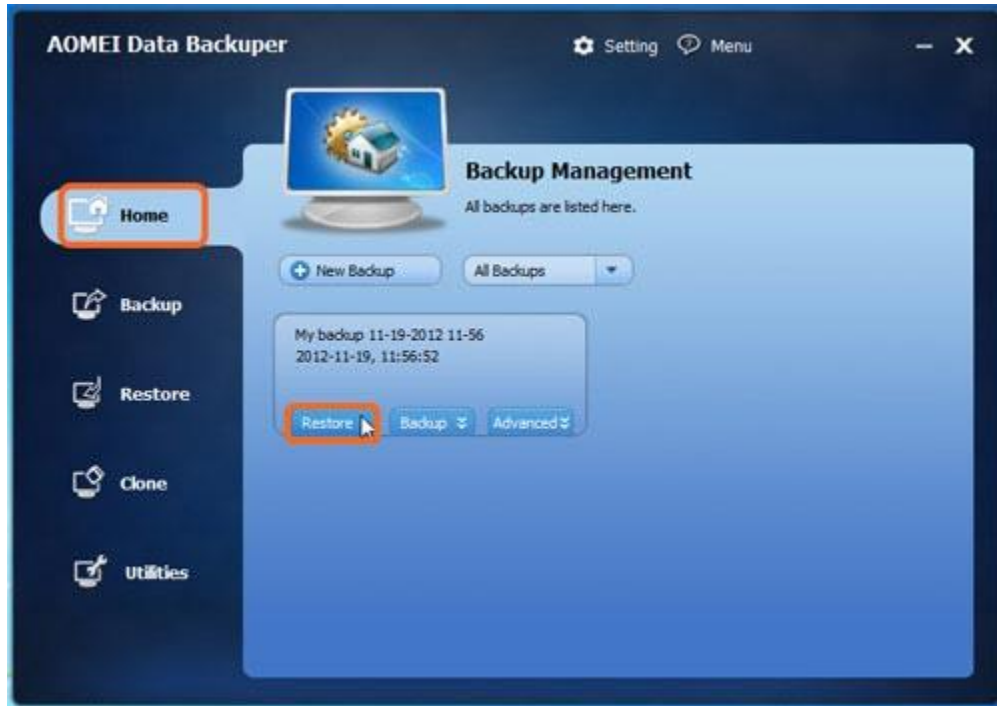 AOMEI Data Backuper
Setting
Menu
Backup Management
All backups are listed here.
Home
New Backup
All Backups
Backup
My backup 11-19-2012 11-56
2012-11-19, 11:56:52
Restore
Restore
Backup
Advanced
Clone
Utilities